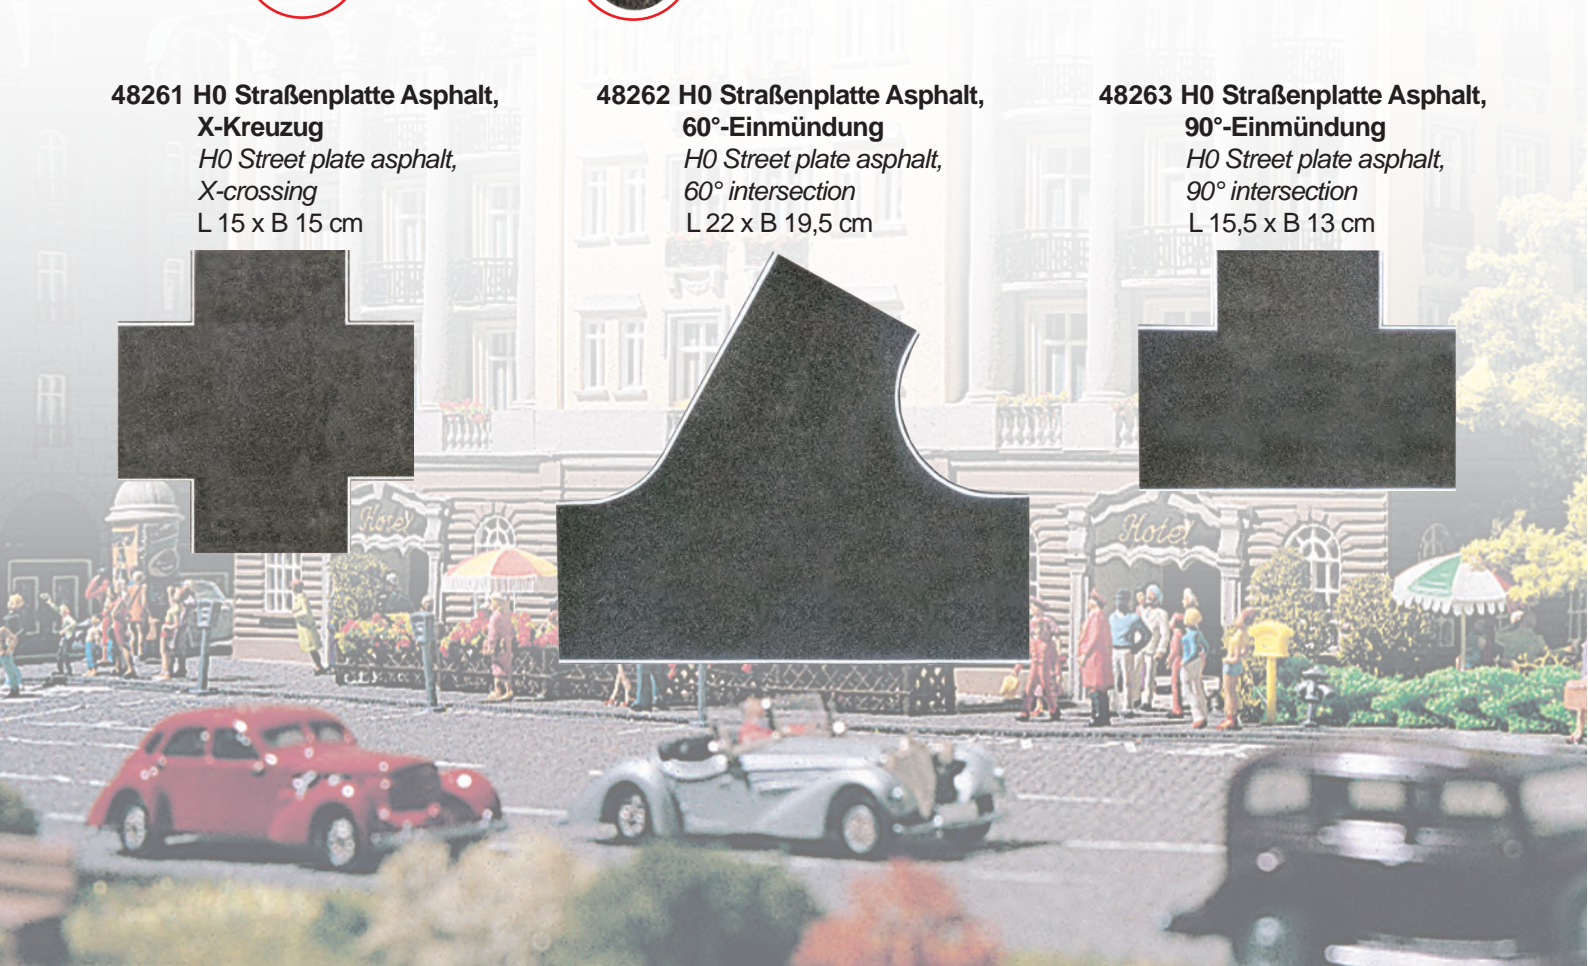 48261 H0 Straßenplatte Asphalt,
X-Kreuzug
H0 Street plate asphalt,
X-crossing
L 15 x B 15 cm
48262 H0 Straßenplatte Asphalt,
60°-Einmündung
H0 Street plate asphalt,
60° intersection
L 22 x B 19,5 cm
48263 H0 Straßenplatte Asphalt,
90°-Einmündung
H0 Street plate asphalt,
90° intersection
L 15,5 x B 13 cm
Hotel
Hotel